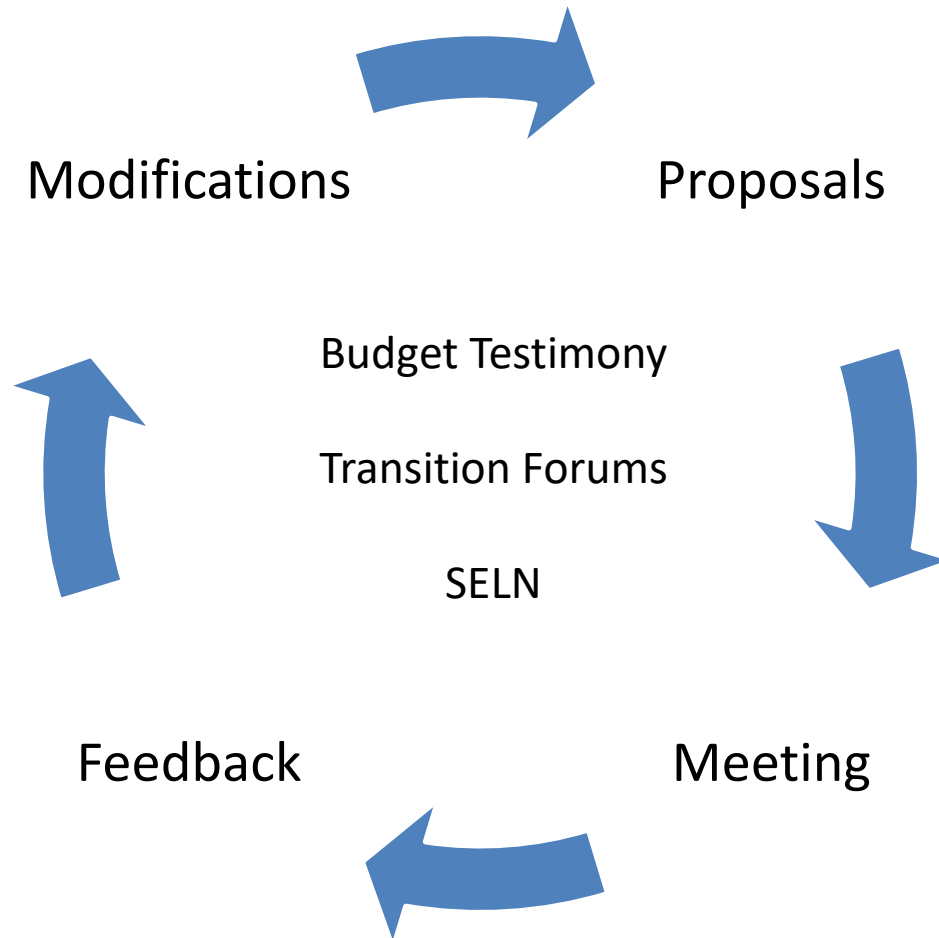 Modifications
Proposals
Budget Testimony
Transition Forums
SELN
Feedback
Meeting